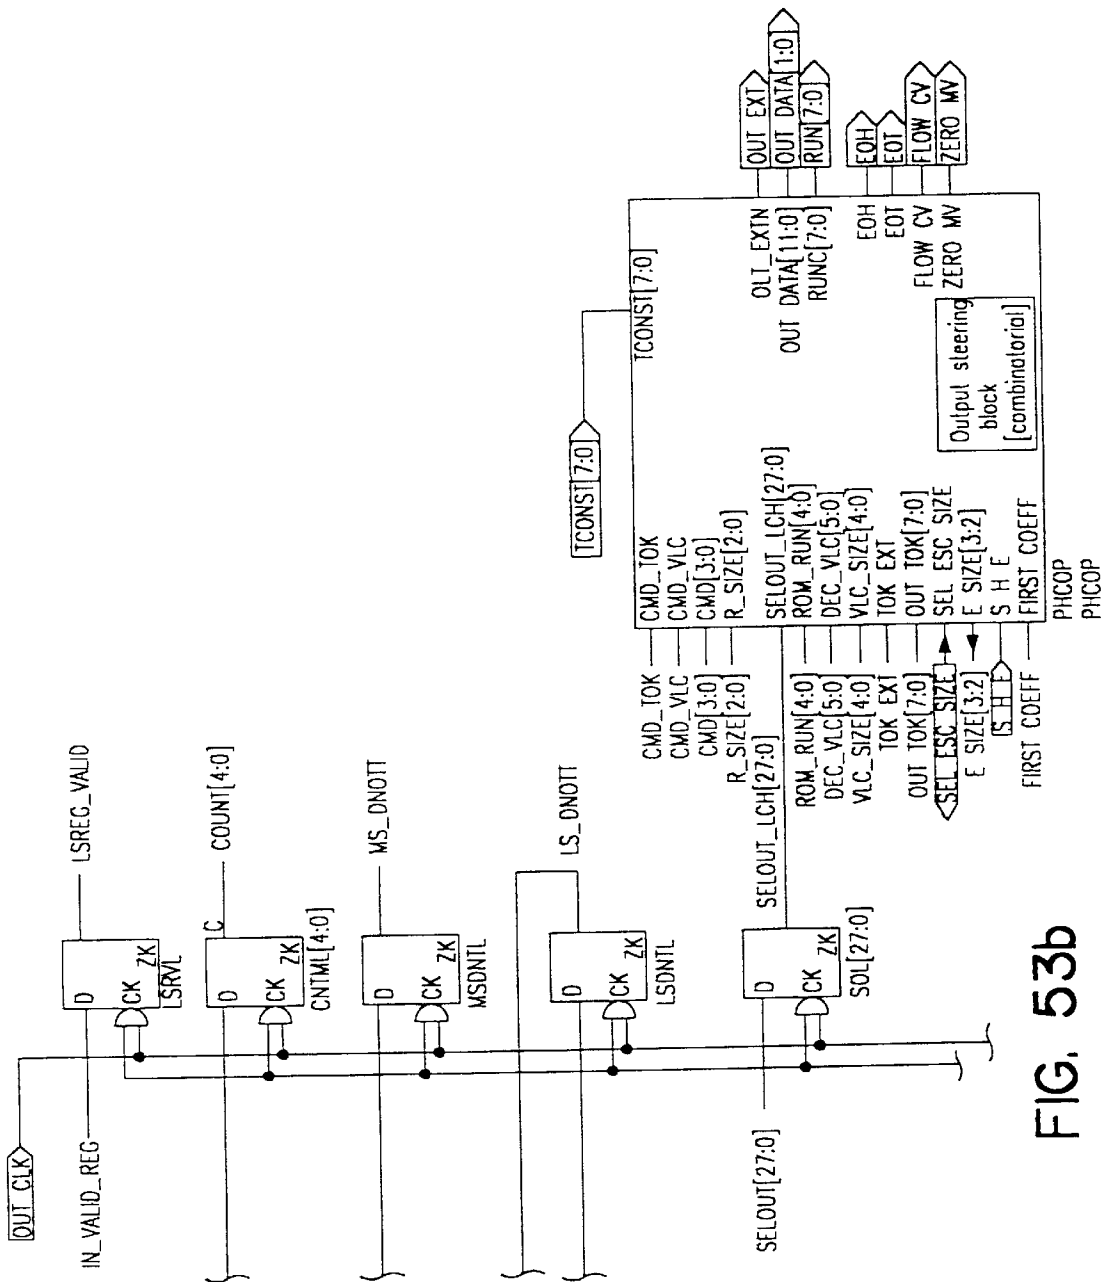 OUT CLK
IN_VALID_REG
D
CK
ZK
LSRVL
LSREG_VALID
D
C
CK
ZK
CNTML[4:0]
COUNT[4:0]
D
CK
ZK
MSDNTL
MS_DNOTT
D
CK
ZK
LSDNTL
LS_DNOTT
SELOUT[27:0]
D
CK
ZK
SOL[27:0]
SELOUT_LCH[27:0]
TCONST[7:0]
TCONST[7:0]
CMD_TOK
CMD_VLC
CMD[3:0]
R_SIZE[2:0]
ROM_RUN[4:0]
DEC_VLC[5:0]
VLC_SIZE[4:0]
TOK EXT
OUT TOK[7:0]
SEL ESC SIZE
E SIZE[3:2]
S H E
FIRST COEFF
CMD_TOK
CMD_VLC
CMD[3:0]
R_SIZE[2:0]
SELOUT_LCH[27:0]
ROM_RUN[4:0]
DEC_VLC[5:0]
VLC_SIZE[4:0]
TOK EXT
OUT TOK[7:0]
SEL ESC SIZE
E SIZE[3:2]
S H E
FIRST COEFF
PHCOP
PHCOP
OLT_EXTN
OUT DATA[11:0]
RUNC[7:0]
EOH
EOT
FLOW CV
ZERO MV
Output steering
block
[combinatorial]
OUT EXT
OUT DATA[1:0]
RUN[7:0]
EOH
EOT
FLOW CV
ZERO MV
FIG. 53b